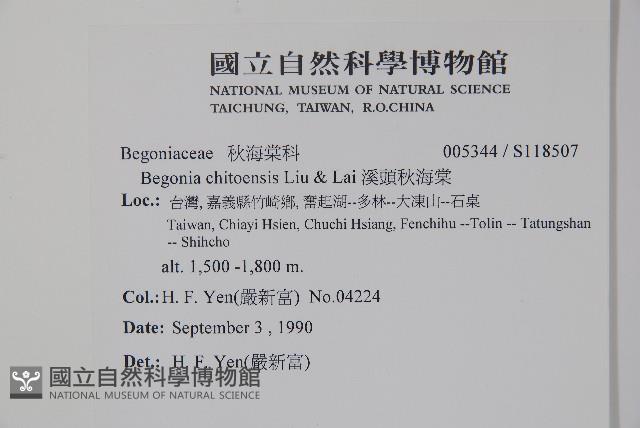 國立自然科學博物館
NATIONAL MUSEUM OF NATURAL SCIENCE
TAICHUNG, TAIWAN, R.O.CHINA
Begoniaceae 秋海棠科 005344 / S118507
Begonia chitoensis Liu & Lai 溪頭秋海棠
Loc.: 台灣, 嘉義縣竹崎鄉, 奮起湖--多林--大凍山--石桌
Taiwan, Chiayi Hsien, Chuchi Hsiang, Fenchihu --Tolin -- Tatungshan
-- Shihcho
alt. 1,500 -1,800 m.
Col.: H. F. Yen(嚴新富) No.04224
Date: September 3 , 1990
Det.: H. F. Yen(嚴新富)
國立自然科學博物館
NATIONAL MUSEUM OF NATURAL SCIENCE